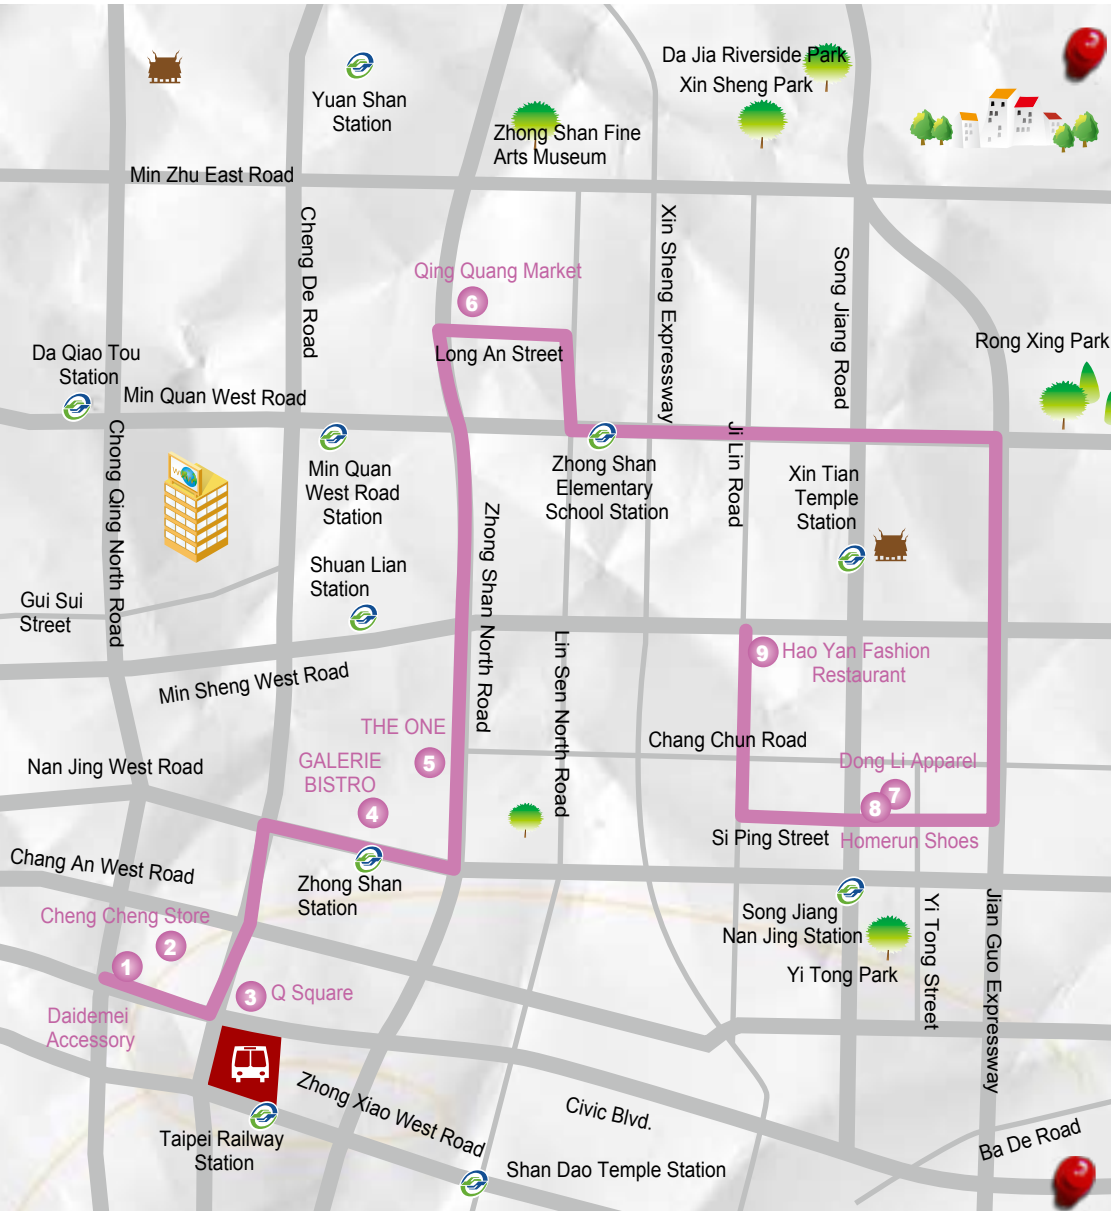 Da Jia Riverside Park
Xin Sheng Park
Yuan Shan
Station
Zhong Shan Fine
Arts Museum
Min Zhu East Road
Cheng De Road
Xin Sheng Expressway
Song Jiang Road
Qing Quang Market
6
Long An Street
Rong Xing Park
Da Qiao Tou
Station
Min Quan West Road
Chong Qing North Road
Min Quan
West Road
Station
Zhong Shan
Elementary
School Station
Ji Lin Road
Xin Tian
Temple
Station
W
Zhong Shan North Road
Shuan Lian
Station
Gui Sui
Street
Lin Sen North Road
9
Hao Yan Fashion
Restaurant
Min Sheng West Road
THE ONE
5
GALERIE
BISTRO
4
Chang Chun Road
Nan Jing West Road
Dong Li Apparel
7
8
Si Ping Street
Homerun Shoes
Chang An West Road
Zhong Shan
Station
Cheng Cheng Store
2
1
Song Jiang
Nan Jing Station
Yi Tong Park
Yi Tong Street
Jian Guo Expressway
3
Q Square
Daidemei
Accessory
Zhong Xiao West Road
Civic Blvd.
Taipei Railway
Station
Shan Dao Temple Station
Ba De Road